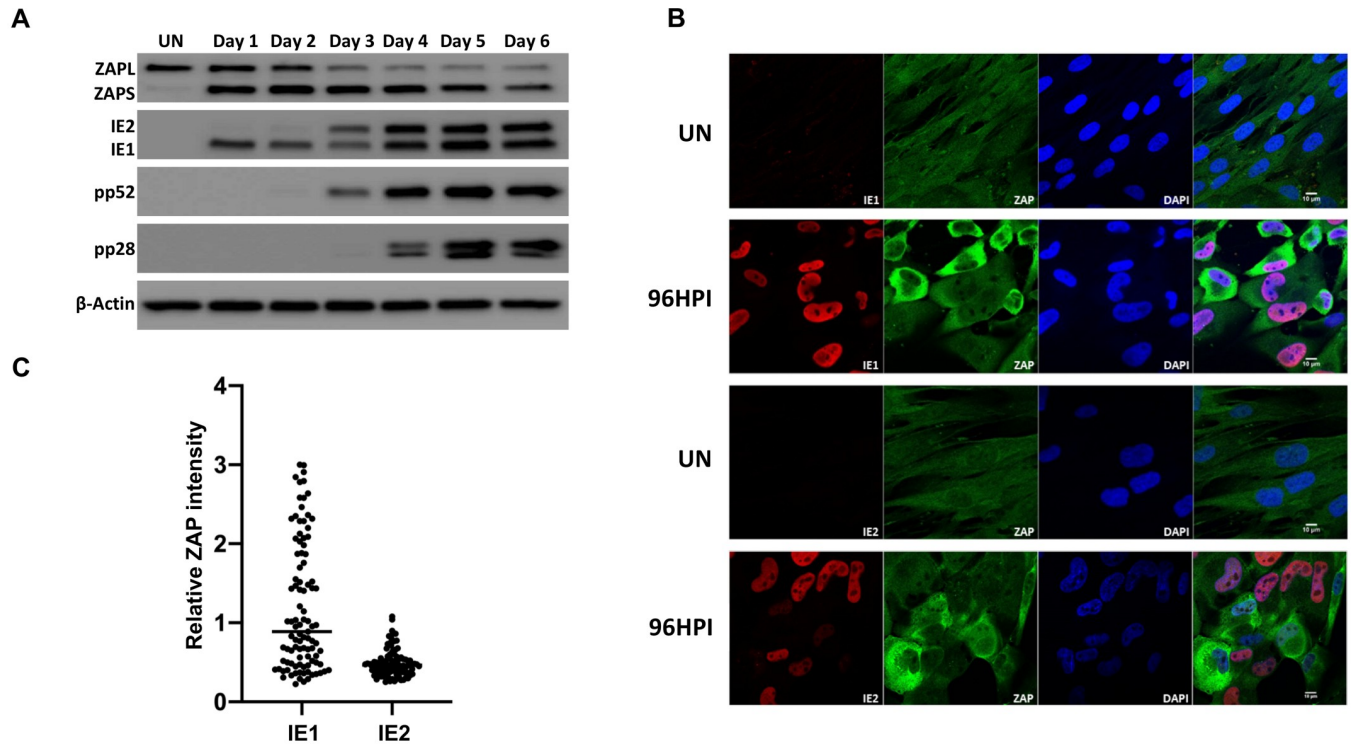 A
UN Day 1 Day 2 Day 3 Day 4 Day 5 Day 6
ZAPL
ZAPS
IE2
IE1
pp52
pp28
β-Actin
B
UN
IE1 ZAP DAPI 10 µm
96HPI
IE1 ZAP DAPI 10 µm
UN
IE2 ZAP DAPI 10 µm
96HPI
IE2 ZAP DAPI 10 µm
C
Relative ZAP intensity
4
3
2
1
0
IE1 IE2